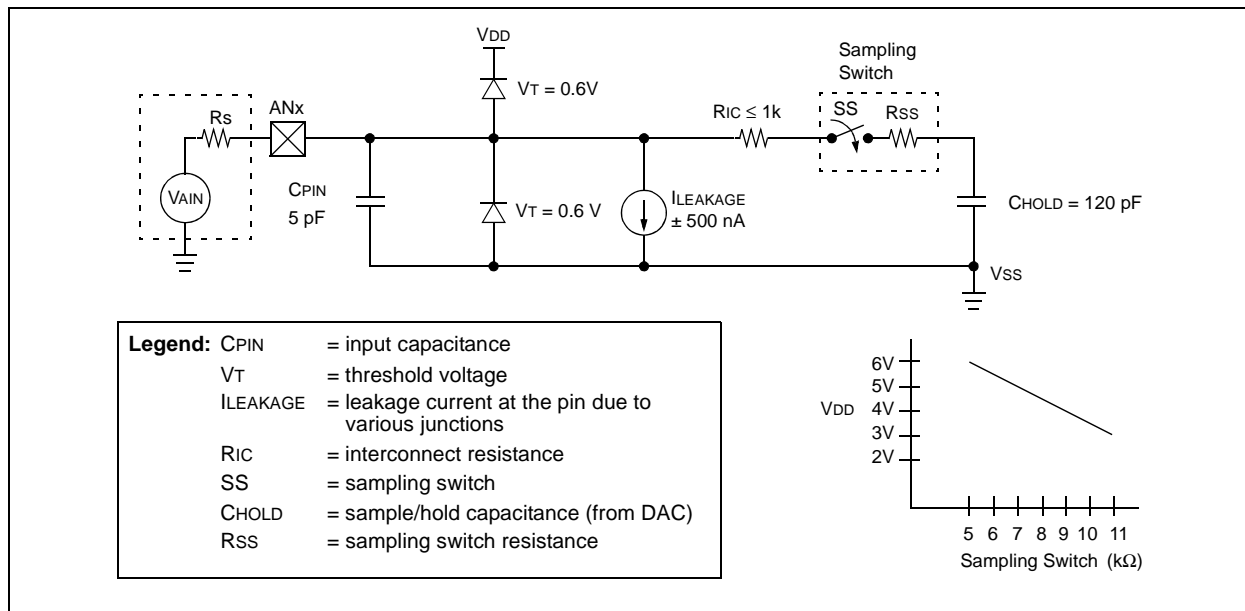 VDD
Sampling
Switch
VT = 0.6V
ANx
RIC ≤ 1k
SS
RSS
Rs
VAIN
CPIN
5 pF
VT = 0.6 V
ILEAKAGE
± 500 nA
CHOLD = 120 pF
VSS
Legend: CPIN = input capacitance
VT = threshold voltage
ILEAKAGE = leakage current at the pin due to
various junctions
RIC = interconnect resistance
SS = sampling switch
CHOLD = sample/hold capacitance (from DAC)
RSS = sampling switch resistance
6V
5V
VDD 4V
3V
2V
5 6 7 8 9 10 11
Sampling Switch (kΩ)